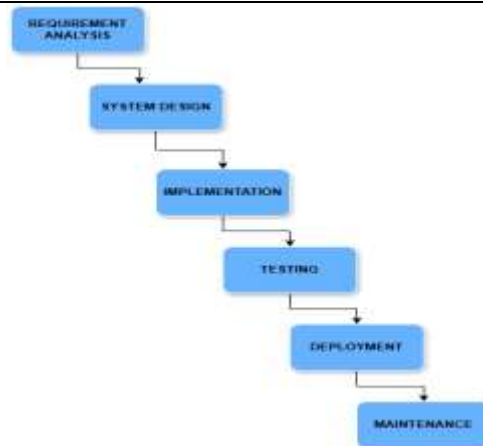 REQUIREMENT
ANALYSIS
SYSTEM DESIGN
IMPLEMENTATION
TESTING
DEPLOYMENT
MAINTENANCE